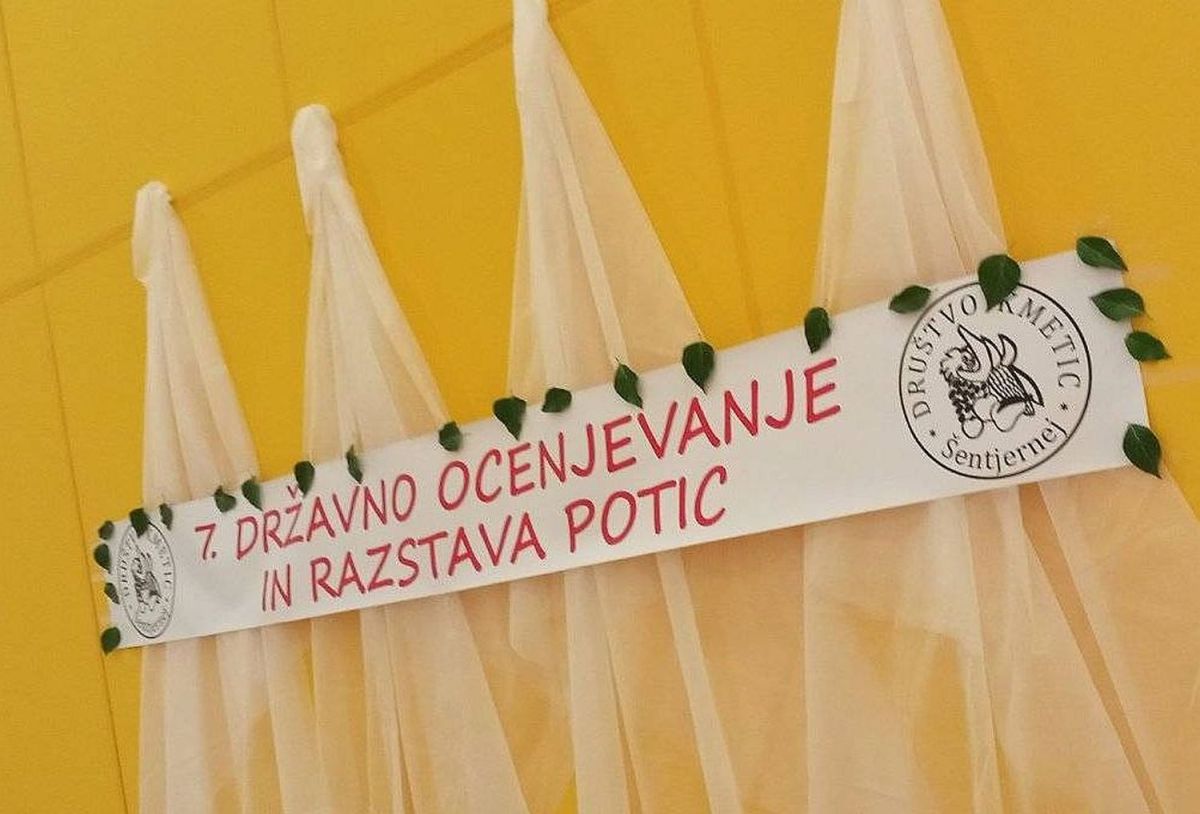 7. DRŽAVNO OCENJEVANJE
IN RAZSTAVA POTIC
DRUŠTVO KMETIC
Šentjernej